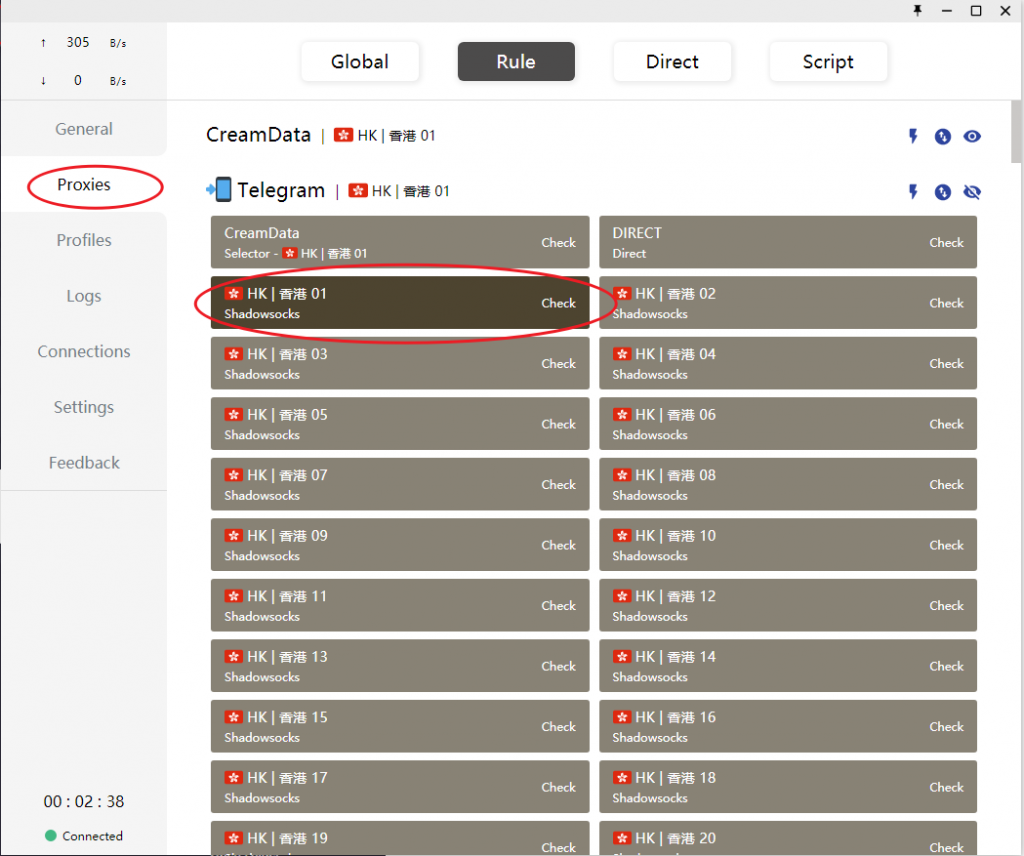 ↑ 305 B/s
↓ 0 B/s
Global Rule Direct Script
General
Proxies
Profiles
Logs
Connections
Settings
Feedback
00 : 02 : 38
Connected
CreamData | HK | 香港 01
Telegram | HK | 香港 01
CreamData
Selector - HK | 香港 01
Check
DIRECT
Direct
Check
HK | 香港 01
Shadowsocks
Check
HK | 香港 02
Shadowsocks
Check
HK | 香港 03
Shadowsocks
Check
HK | 香港 04
Shadowsocks
Check
HK | 香港 05
Shadowsocks
Check
HK | 香港 06
Shadowsocks
Check
HK | 香港 07
Shadowsocks
Check
HK | 香港 08
Shadowsocks
Check
HK | 香港 09
Shadowsocks
Check
HK | 香港 10
Shadowsocks
Check
HK | 香港 11
Shadowsocks
Check
HK | 香港 12
Shadowsocks
Check
HK | 香港 13
Shadowsocks
Check
HK | 香港 14
Shadowsocks
Check
HK | 香港 15
Shadowsocks
Check
HK | 香港 16
Shadowsocks
Check
HK | 香港 17
Shadowsocks
Check
HK | 香港 18
Shadowsocks
Check
HK | 香港 19
Check
HK | 香港 20
Check